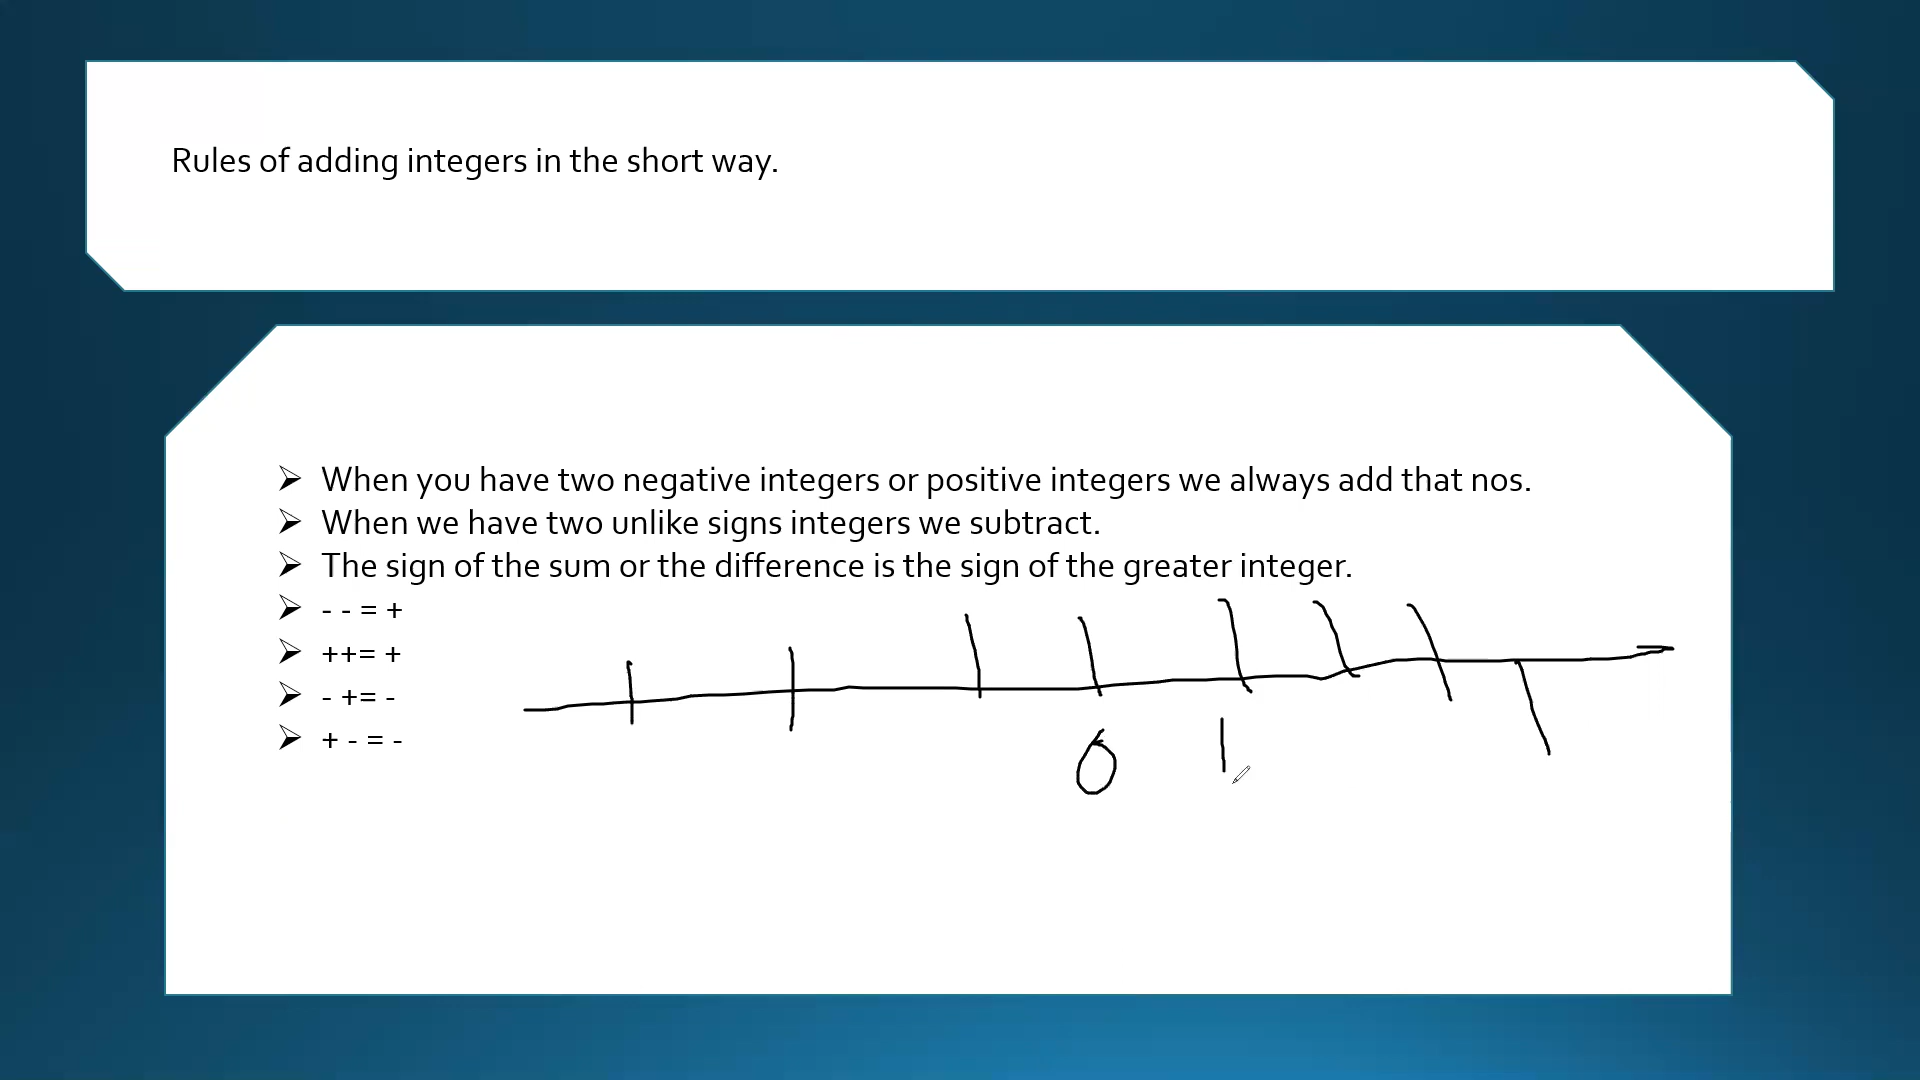 Rules of adding integers in the short way.
➢ When you have two negative integers or positive integers we always add that nos.
➢ When we have two unlike signs integers we subtract.
➢ The sign of the sum or the difference is the sign of the greater integer.
➢ - - = +
➢ ++= +
➢ - += -
➢ + - = -
0 1